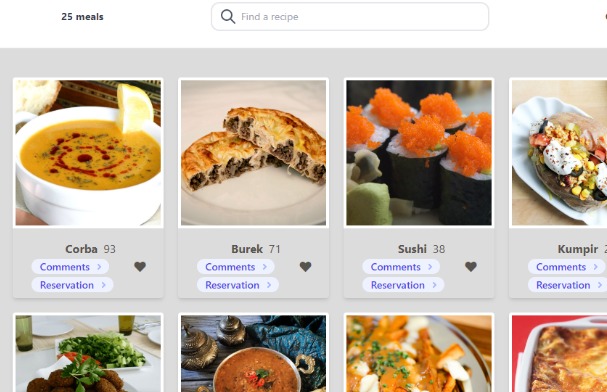 25 meals
Find a recipe
Corba 93
Comments >
Reservation >
Burek 71
Comments >
Reservation >
Sushi 38
Comments >
Reservation >
Kumpir
Comments >
Reservation >